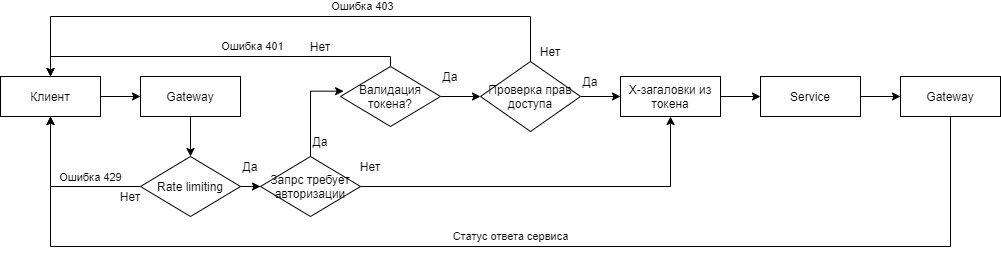 Ошибка 403
Ошибка 401
Нет
Нет
Клиент
Gateway
Валидация
токена?
Да
Проверка прав
доступа
Да
X-загаловки из
токена
Service
Gateway
Да
Ошибка 429
Нет
Rate limiting
Да
Запрс требует
авторизации
Нет
Статус ответа сервиса